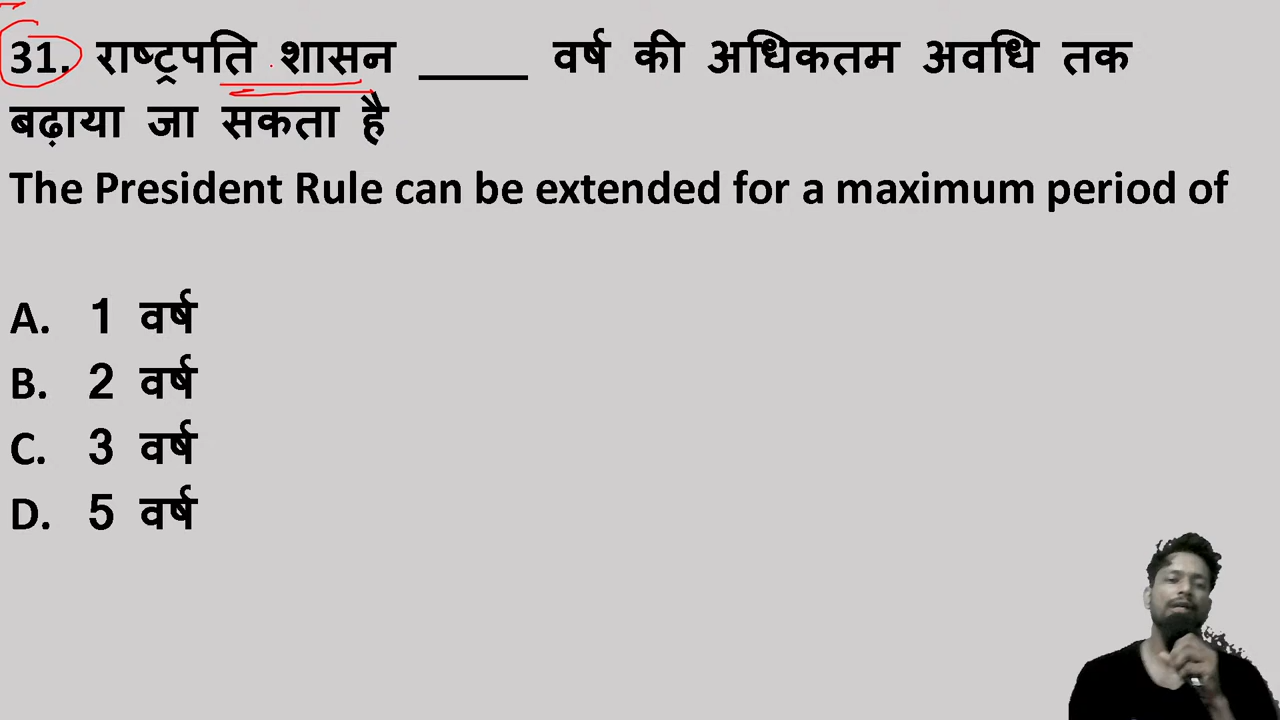 31. राष्ट्रपति शासन _____ वर्ष की अधिकतम अवधि तक
बढ़ाया जा सकता है
The President Rule can be extended for a maximum period of
A. 1 वर्ष
B. 2 वर्ष
C. 3 वर्ष
D. 5 वर्ष